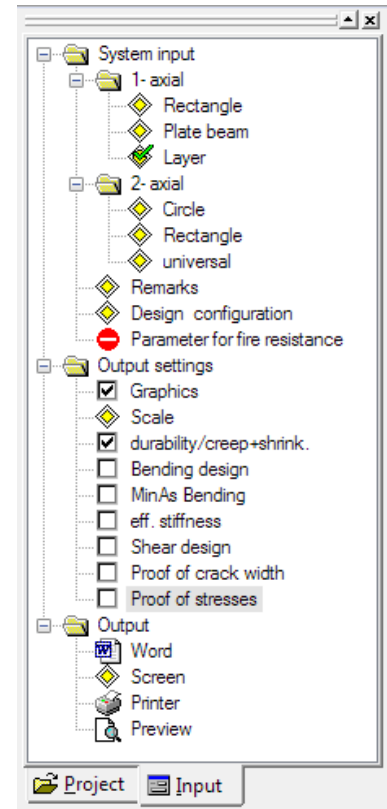 System input
1- axial
Rectangle
Plate beam
Layer
2- axial
Circle
Rectangle
universal
Remarks
Design configuration
Parameter for fire resistance
Output settings
Graphics
Scale
durability/creep+shrink.
Bending design
MinAs Bending
eff. stiffness
Shear design
Proof of crack width
Proof of stresses
Output
Word
Screen
Printer
Preview
Project Input